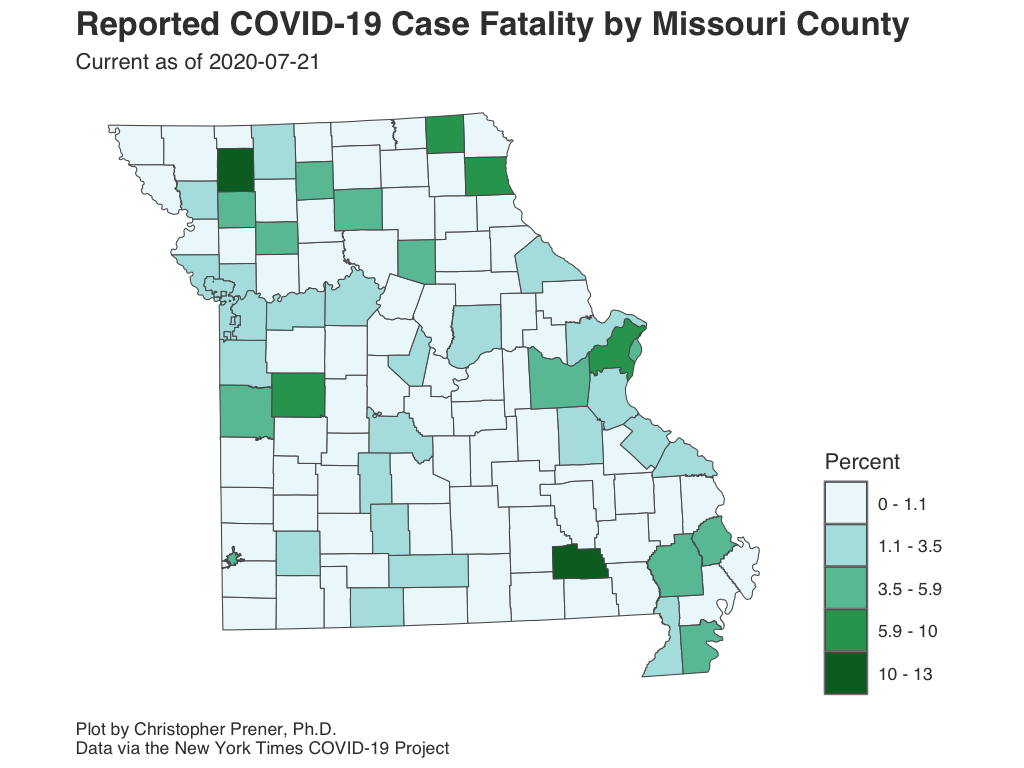 Reported COVID-19 Case Fatality by Missouri County
Current as of 2020-07-21
Percent
0 - 1.1
1.1 - 3.5
3.5 - 5.9
5.9 - 10
10 - 13
Plot by Christopher Prener, Ph.D.
Data via the New York Times COVID-19 Project